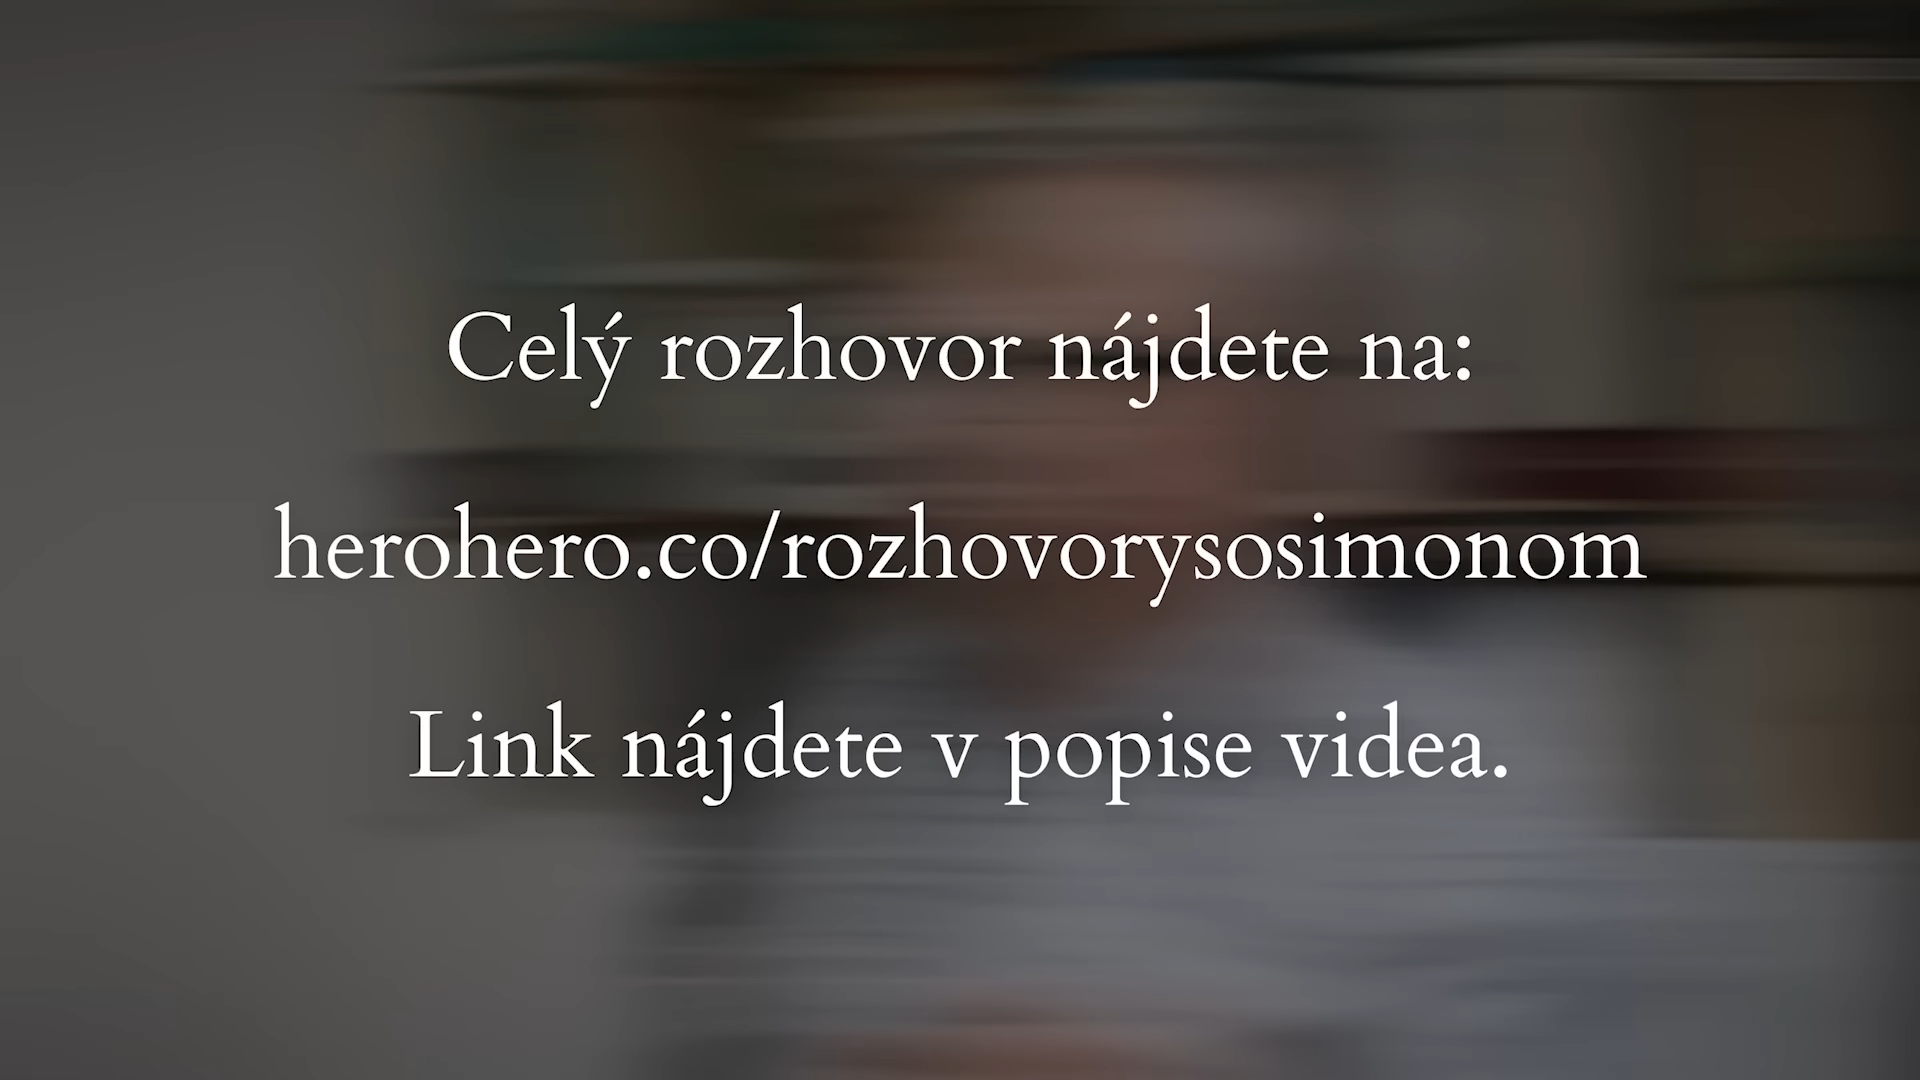 Celý rozhovor nájdete na:
herohero.co/rozhovorysosimonom
Link nájdete v popise videa.